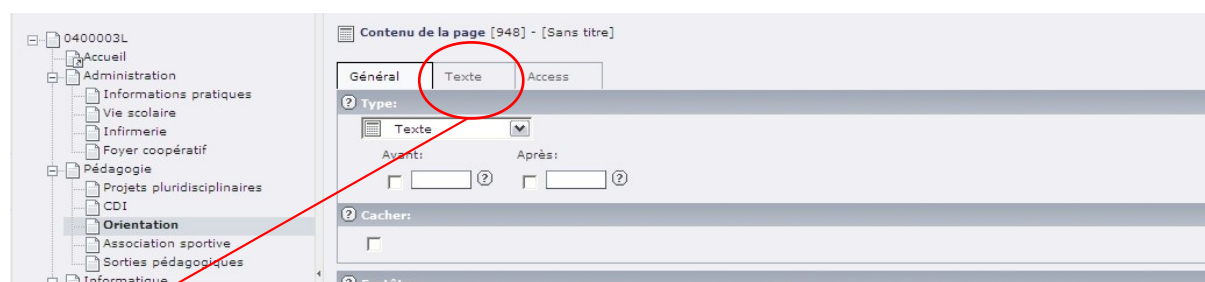 0400003L
Accueil
Administration
Informations pratiques
Vie scolaire
Infirmerie
Foyer coopératif
Pédagogie
Projets pluridisciplinaires
CDI
Orientation
Association sportive
Sorties pédagogiques
Informatique
Contenu de la page [948] - [Sans titre]
Général Texte Access
Type:
Texte
Avant: Après:
Cacher: